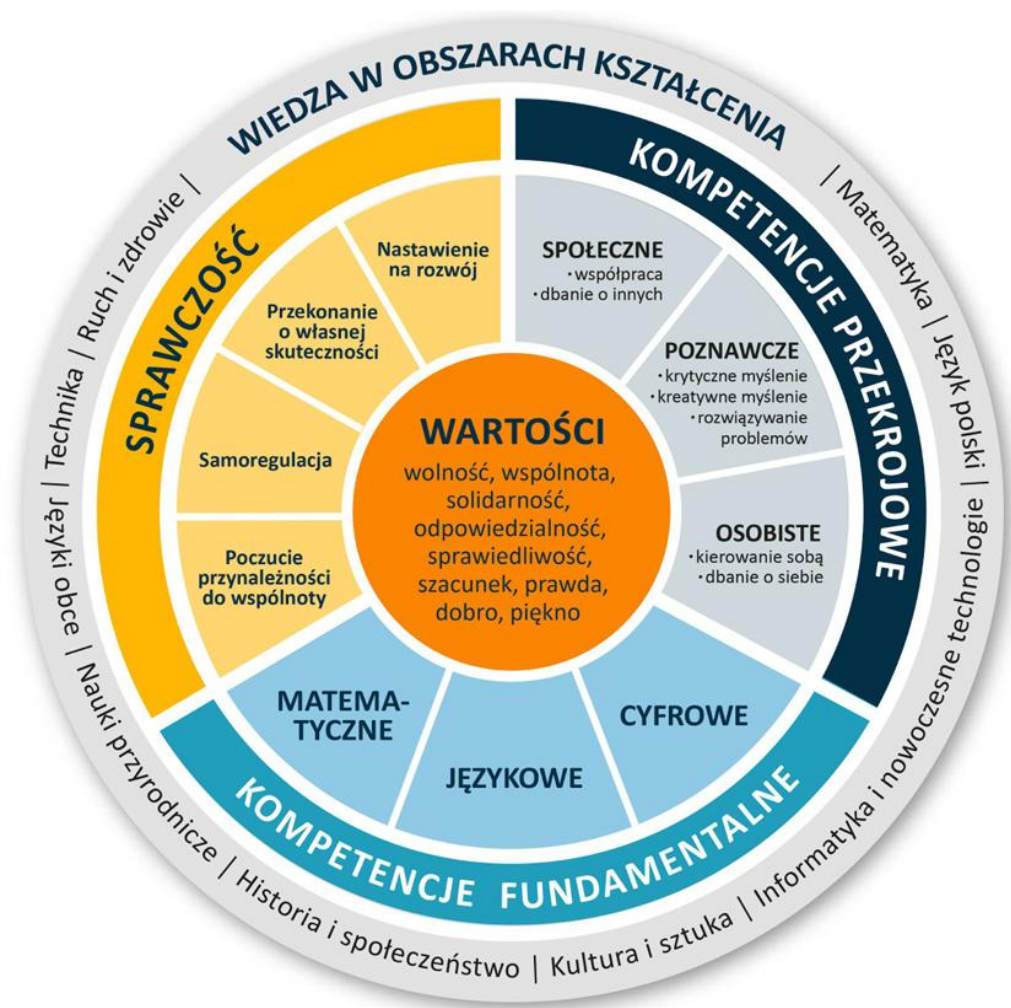 WIEDZA W OBSZARACH KSZTAŁCENIA
| Matematyka | Język polski | Informatyka i nowoczesne technologie | Kultura i sztuka | Historia i społeczeństwo | Nauki przyrodnicze | Języki obce | Technika | Ruch i zdrowie |
SPRAWCZOŚĆ
Nastawienie
na rozwój
Przekonanie
o własnej
skuteczności
Samoregulacja
Poczucie
przynależności
do wspólnoty
KOMPETENCJE PRZEKROJOWE
SPOŁECZNE
· współpraca
· dbanie o innych
POZNAWCZE
· krytyczne myślenie
· kreatywne myślenie
· rozwiązywanie
problemów
OSOBISTE
· kierowanie sobą
· dbanie o siebie
WARTOŚCI
wolność, wspólnota,
solidarność,
odpowiedzialność,
sprawiedliwość,
szacunek, prawda,
dobro, piękno
MATEMA-
TYCZNE
JĘZYKOWE
CYFROWE
KOMPETENCJE FUNDAMENTALNE